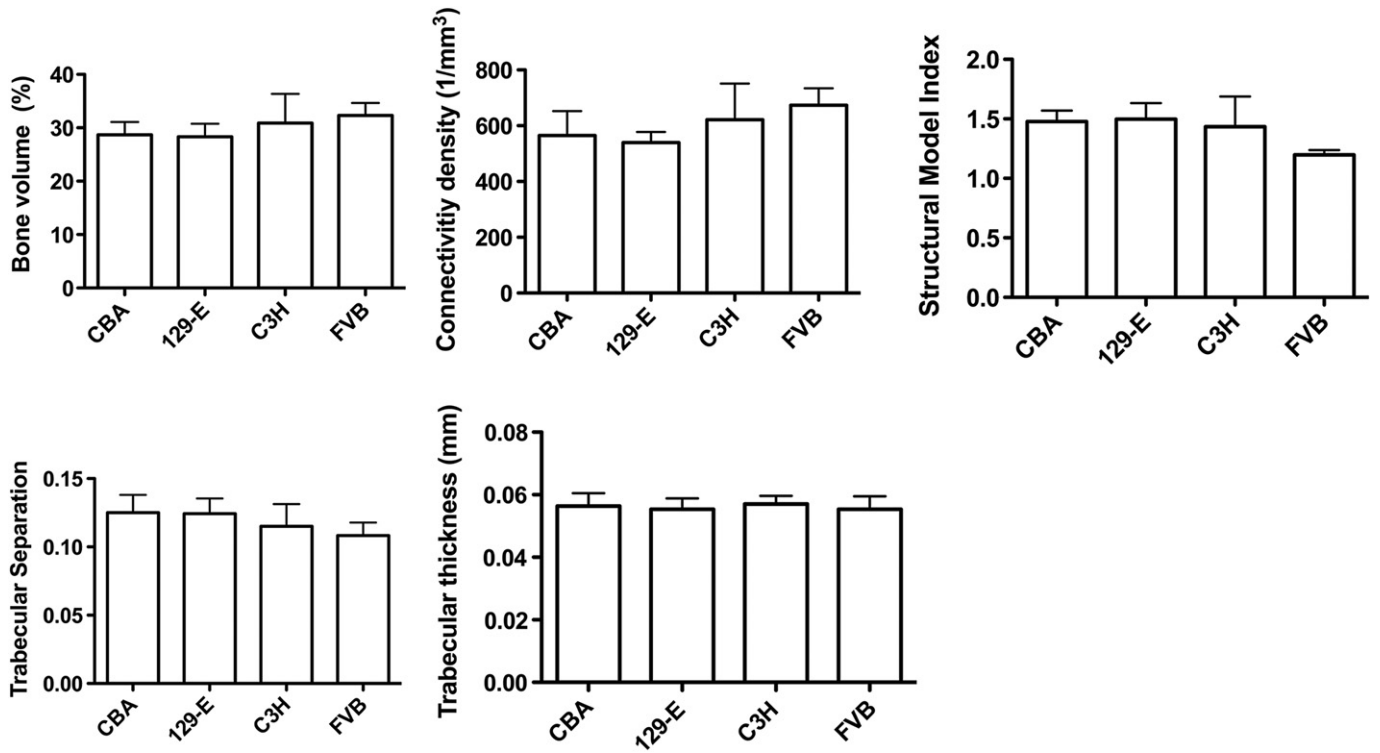 Bone volume (%)
40
30
20
10
0
CBA
129-E
C3H
FVB
Connectivitiy density (1/mm³)
800
600
400
200
0
CBA
129-E
C3H
FVB
Structural Model Index
2.0
1.5
1.0
0.5
0.0
CBA
129-E
C3H
FVB
Trabecular Separation
0.15
0.10
0.05
0.00
CBA
129-E
C3H
FVB
Trabecular thickness (mm)
0.08
0.06
0.04
0.02
0.00
CBA
129-E
C3H
FVB